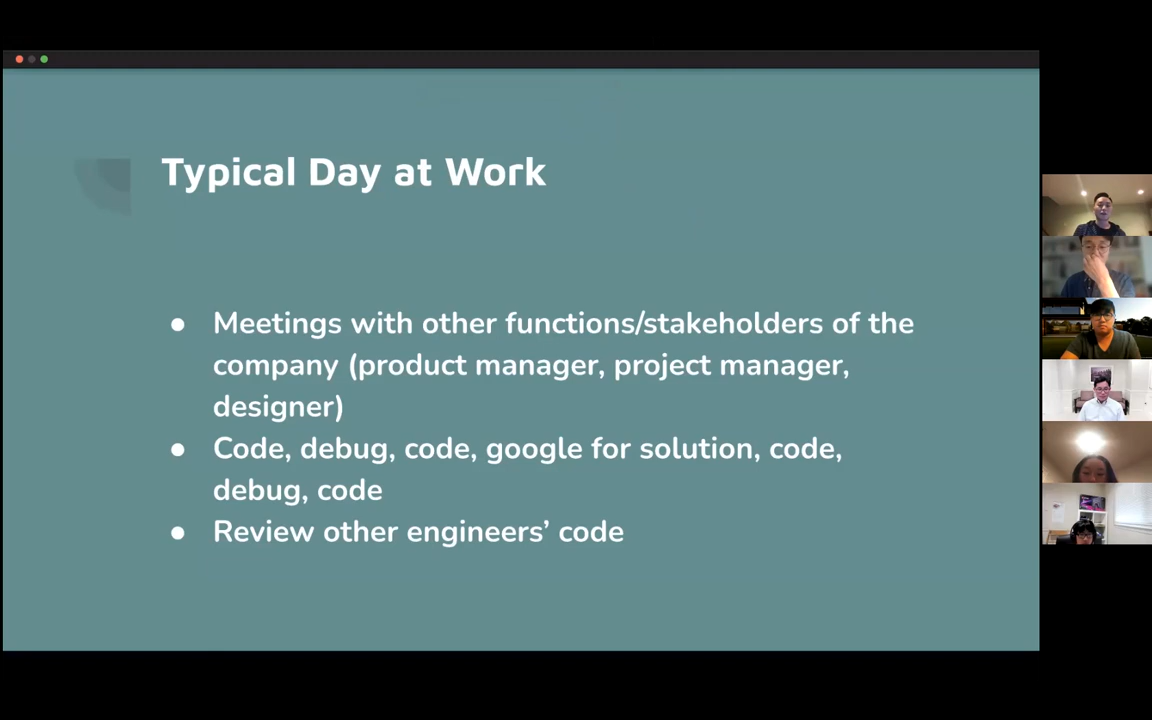 Typical Day at Work
● Meetings with other functions/stakeholders of the
company (product manager, project manager,
designer)
● Code, debug, code, google for solution, code,
debug, code
● Review other engineers’ code